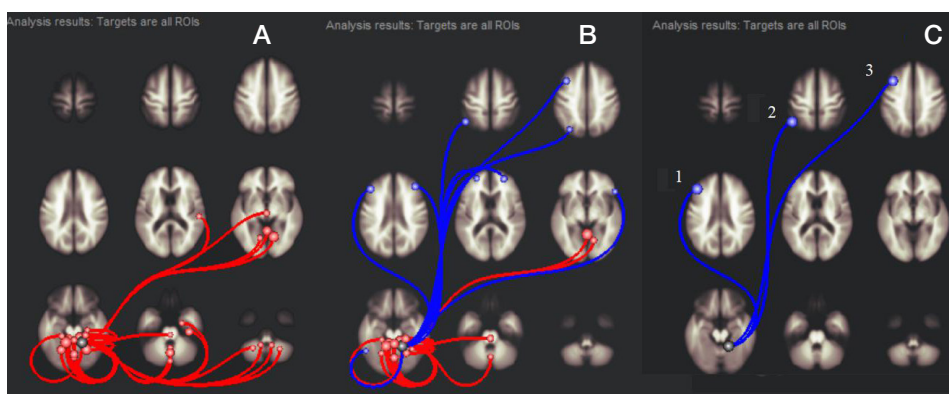 Analysis results: Targets are all ROIs
A
Analysis results: Targets are all ROIs
B
Analysis results: Targets are all ROIs
C
3
2
1